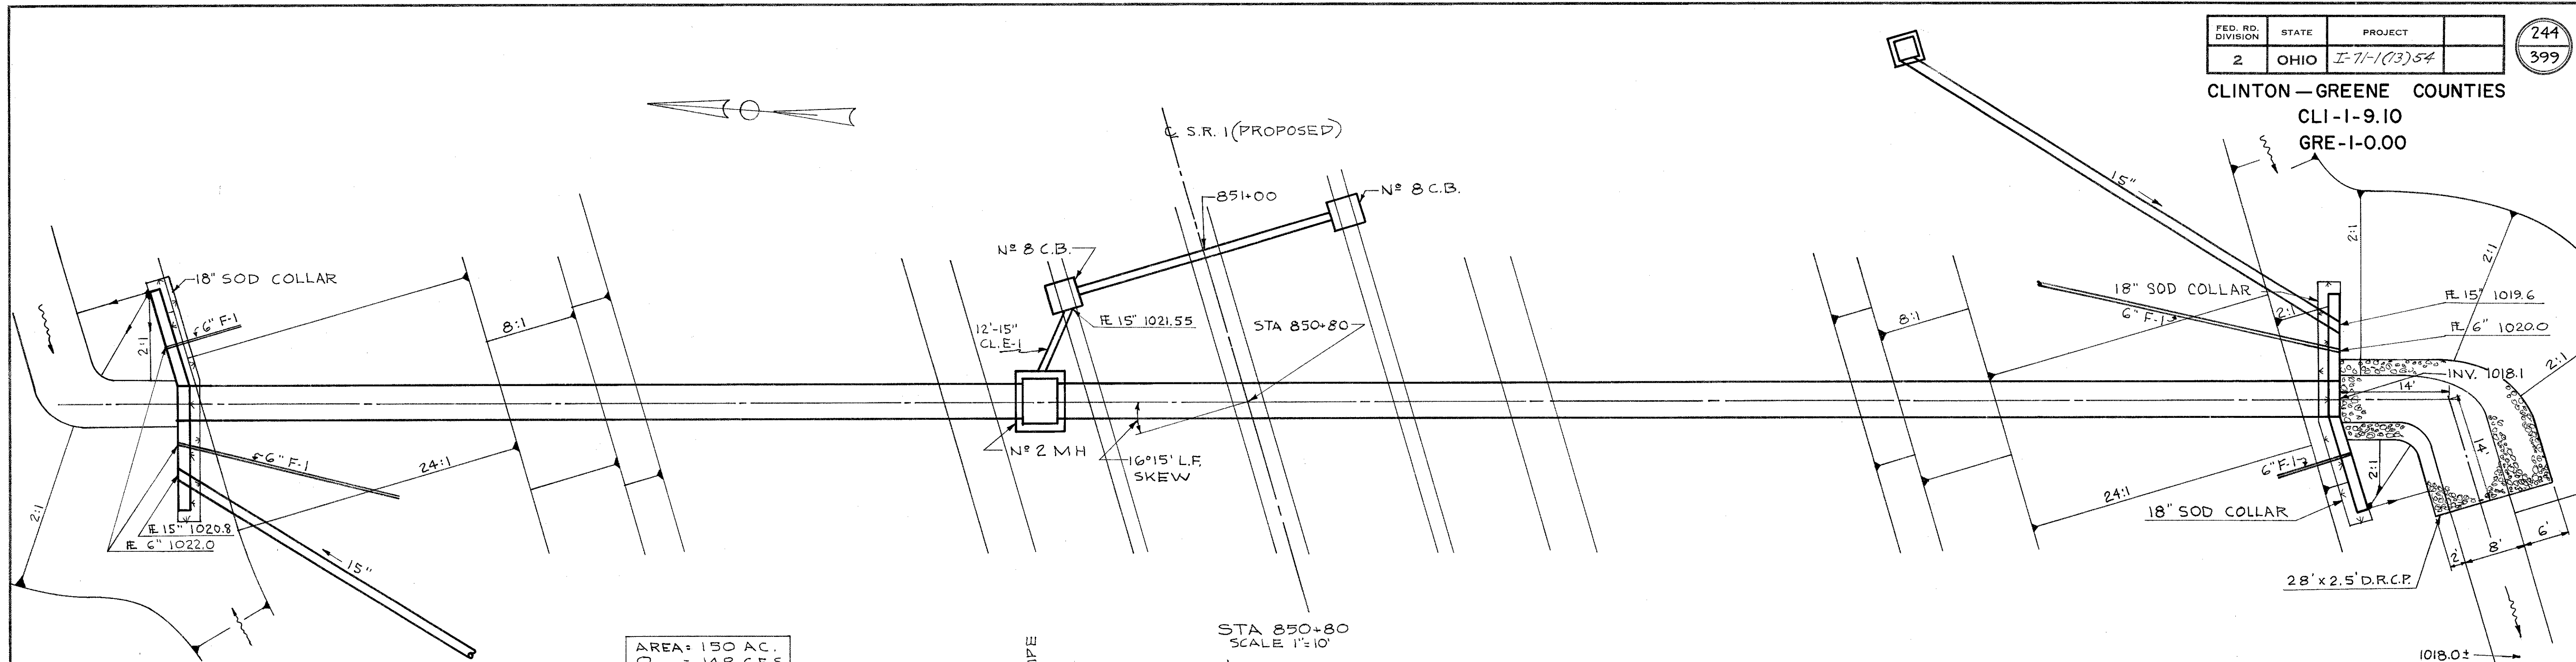 FED. RD. DIVISION STATE PROJECT
2 OHIO I-71-1(73)54
244
399
CLINTON — GREENE COUNTIES
CLI-1-9.10
GRE-1-0.00
℄ S.R. 1 (PROPOSED)
851+00
Nº 8 C.B.
Nº 8 C.B.
18" SOD COLLAR
6" F-1
8:1
2:1
12'-15"
CL. E-1
℄ 15" 1021.55
STA 850+80
15"
2:1
2:1
18" SOD COLLAR
2:1
6" F-1
8:1
15" 1019.6
6" 1020.0
2:1
INV. 1018.1
14'
14'
Nº 2 MH
16°15' L.F.
SKEW
6" F-1
24:1
2:1
15" 1020.8
6" 1022.0
15"
6" F-1
2:1
24:1
18" SOD COLLAR
2' 8' 6'
28' x 2.5' D.R.C.P.
STA 850+80
SCALE 1"=10'
AREA = 150 AC.
1018.0±